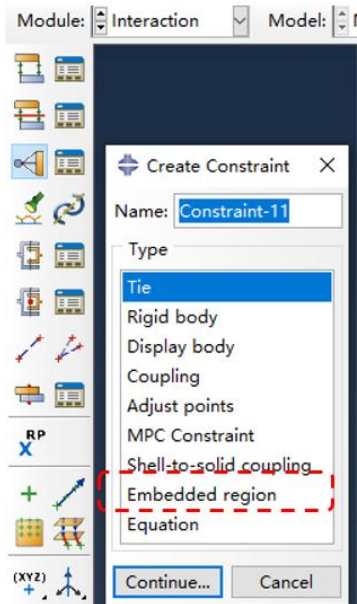 Module: Interaction Model:
Create Constraint
Name: Constraint-11
Type
Tie
Rigid body
Display body
Coupling
Adjust points
MPC Constraint
Shell-to-solid coupling
Embedded region
Equation
RP
X
(XYZ)
Continue... Cancel